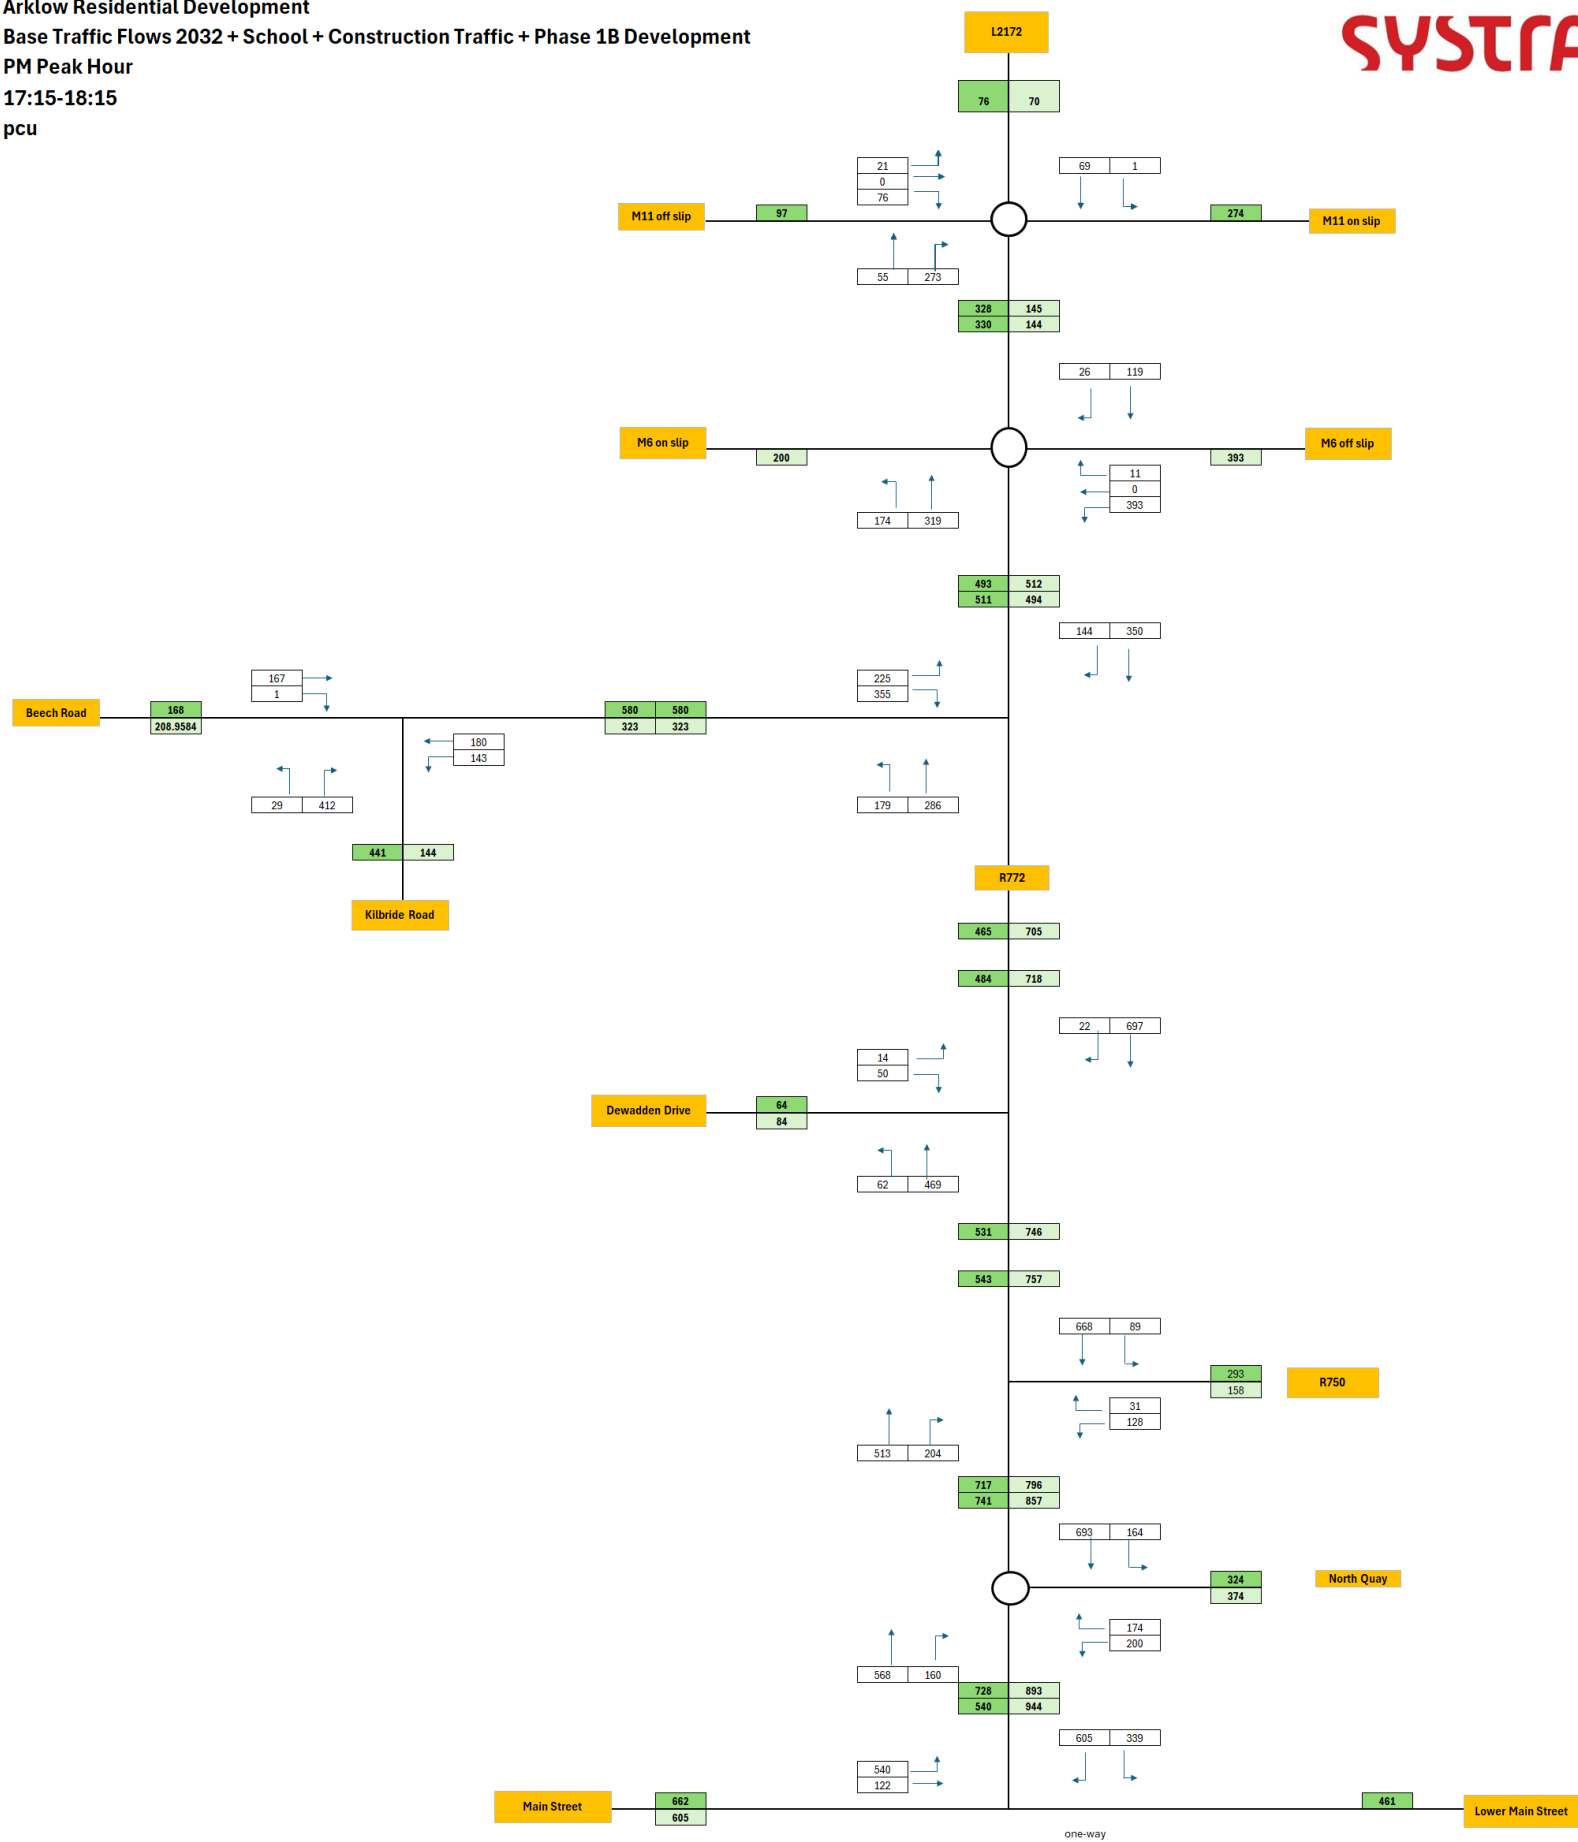 Arklow Residential Development
Base Traffic Flows 2032 + School + Construction Traffic + Phase 1B Development
PM Peak Hour
17:15-18:15
pcu
SYSTRA
L2172
76 70
21 69 1
0
76
M11 off slip 97 274 M11 on slip
55 273
328 145
330 144
26 119
M6 on slip M6 off slip
200 393
11
0
393
174 319
493 512
511 494
144 350
167 225
1 355
Beech Road 168 580 580
208.9584 323 323
180
143
29 412 179 286
441 144
R772
Kilbride Road
465 705
484 718
22 697
14
50
Dewadden Drive 64
84
62 469
531 746
543 757
668 89
293 R750
158
31
128
513 204
717 796
741 857
693 164
324 North Quay
374
174
200
568 160
728 893
540 944
605 339
540
122
Main Street 662 461 Lower Main Street
605
one-way